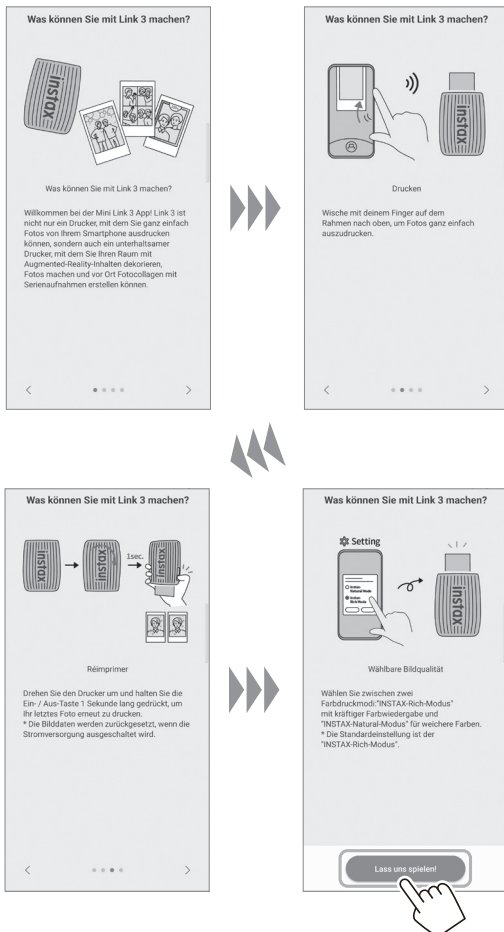 Was können Sie mit Link 3 machen?
instax
Was können Sie mit Link 3 machen?
Willkommen bei der Mini Link 3 App! Link 3 ist
nicht nur ein Drucker, mit dem Sie ganz einfach
Fotos von Ihrem Smartphone ausdrucken
können, sondern auch ein unterhaltsamer
Drucker, mit dem Sie Ihren Raum mit
Augmented-Reality-Inhalten dekorieren,
Fotos machen und vor Ort Fotocollagen mit
Serienaufnahmen erstellen können.
Was können Sie mit Link 3 machen?
instax
Drucken
Wische mit deinem Finger auf dem
Rahmen nach oben, um Fotos ganz einfach
auszudrucken.
Was können Sie mit Link 3 machen?
instax
instax
1sec.
instax
Réimprimer
Drehen Sie den Drucker um und halten Sie die
Ein- / Aus-Taste 1 Sekunde lang gedrückt, um
Ihr letztes Foto erneut zu drucken.
* Die Bilddaten werden zurückgesetzt, wenn die
Stromversorgung ausgeschaltet wird.
Was können Sie mit Link 3 machen?
Setting
Natural Mode
Rich Mode
instax
Wählbare Bildqualität
Wählen Sie zwischen zwei
Farbdruckmodi:"INSTAX-Rich-Modus"
mit kräftiger Farbwiedergabe und
"INSTAX-Natural-Modus" für weichere Farben.
* Die Standardeinstellung ist der
"INSTAX-Rich-Modus".
Lass uns spielen!